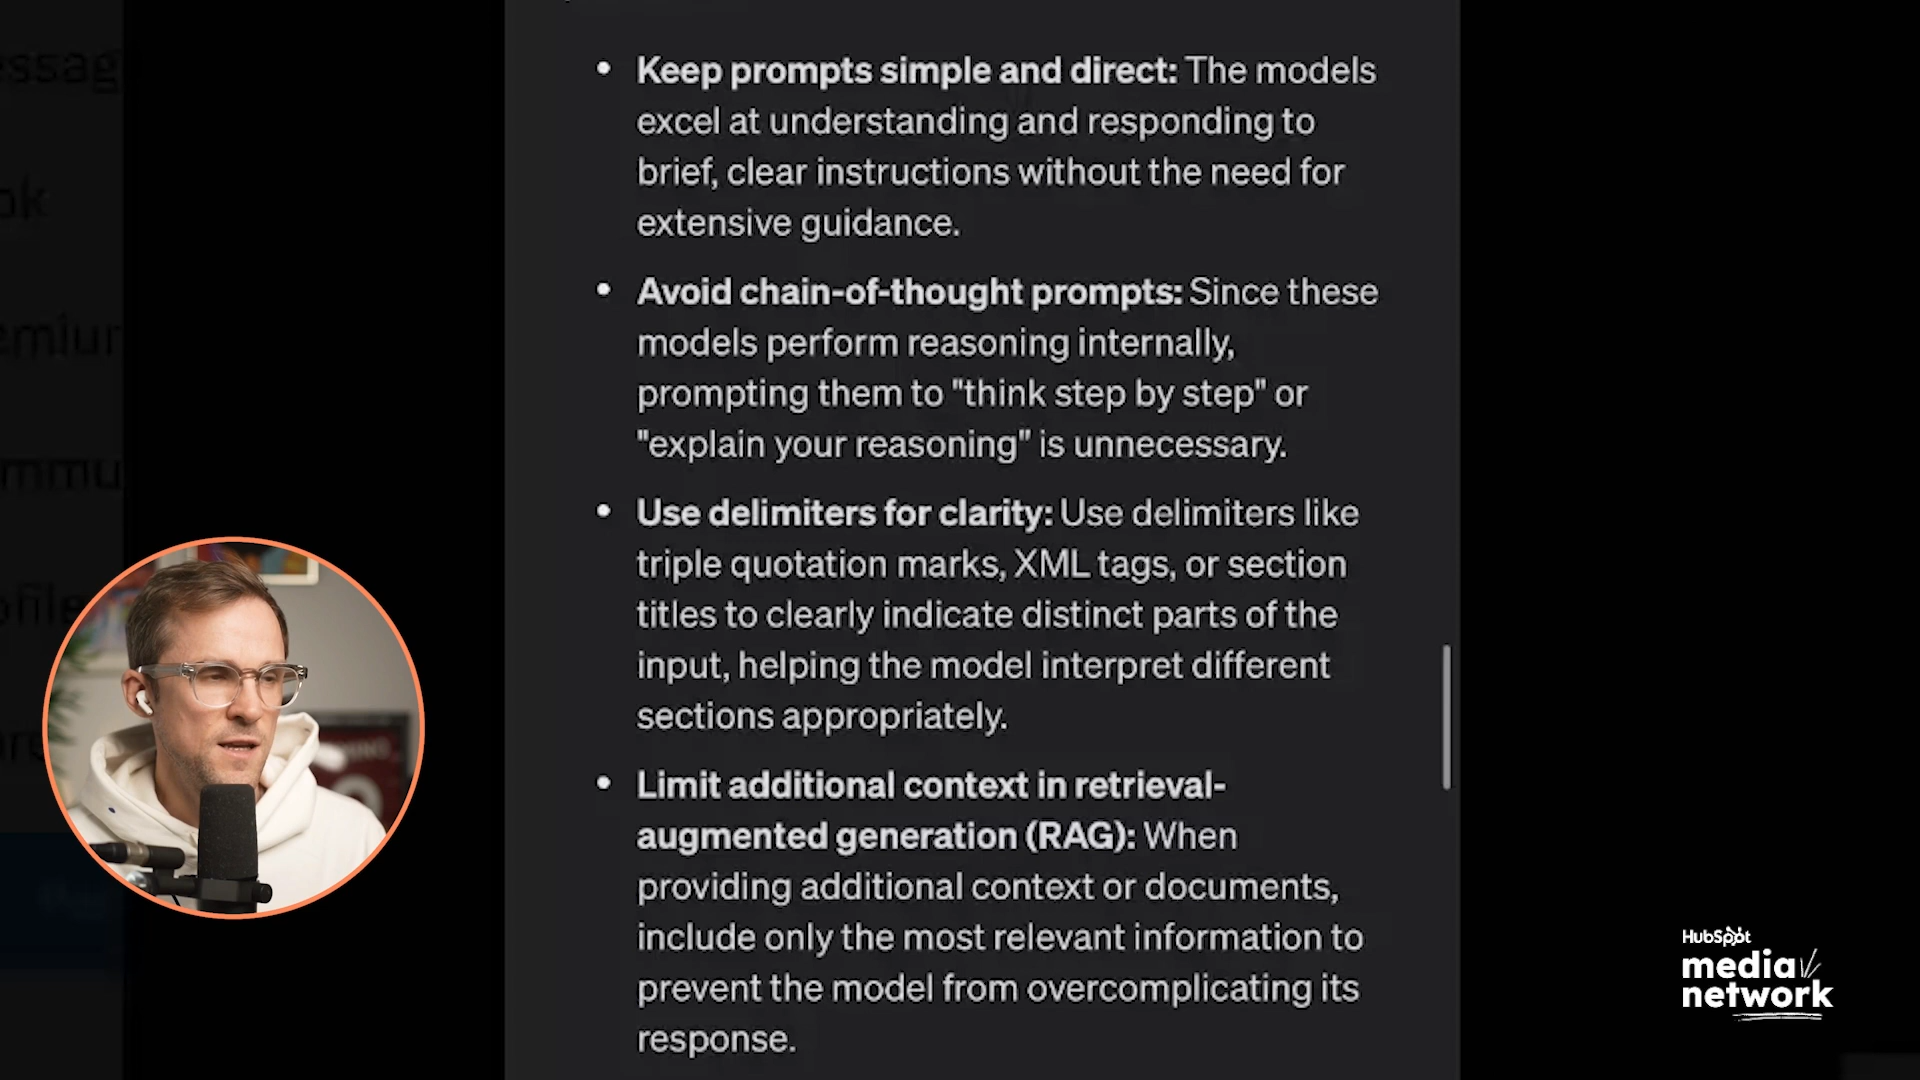 • Keep prompts simple and direct: The models
excel at understanding and responding to
brief, clear instructions without the need for
extensive guidance.
• Avoid chain-of-thought prompts: Since these
models perform reasoning internally,
prompting them to "think step by step" or
"explain your reasoning" is unnecessary.
• Use delimiters for clarity: Use delimiters like
triple quotation marks, XML tags, or section
titles to clearly indicate distinct parts of the
input, helping the model interpret different
sections appropriately.
• Limit additional context in retrieval-
augmented generation (RAG): When
providing additional context or documents,
include only the most relevant information to
prevent the model from overcomplicating its
response.
HubSpot
media
network